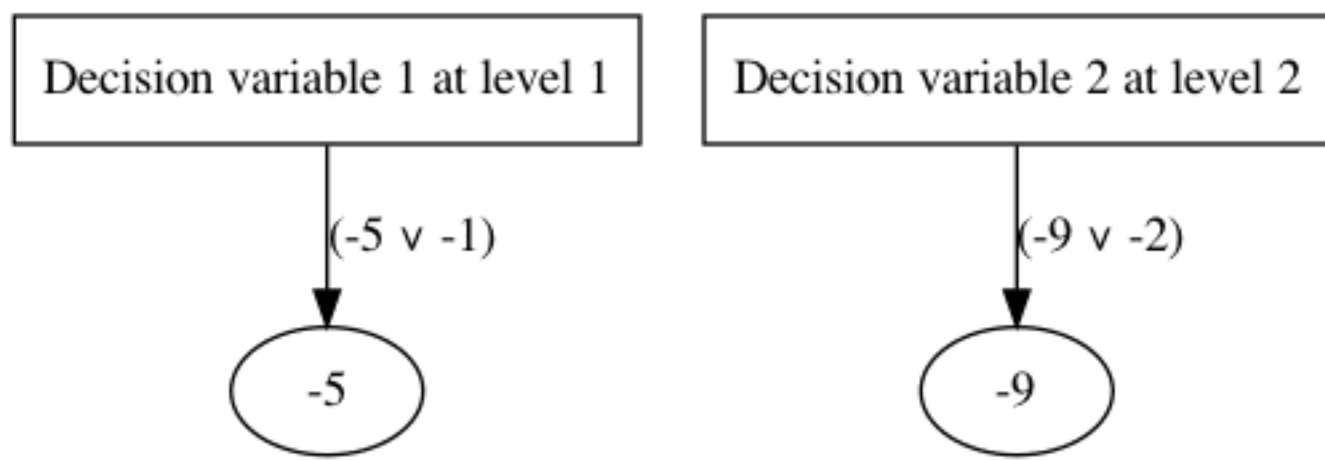 Decision variable 1 at level 1
Decision variable 2 at level 2
(-5 ∨ -1)
(-9 ∨ -2)
-5
-9